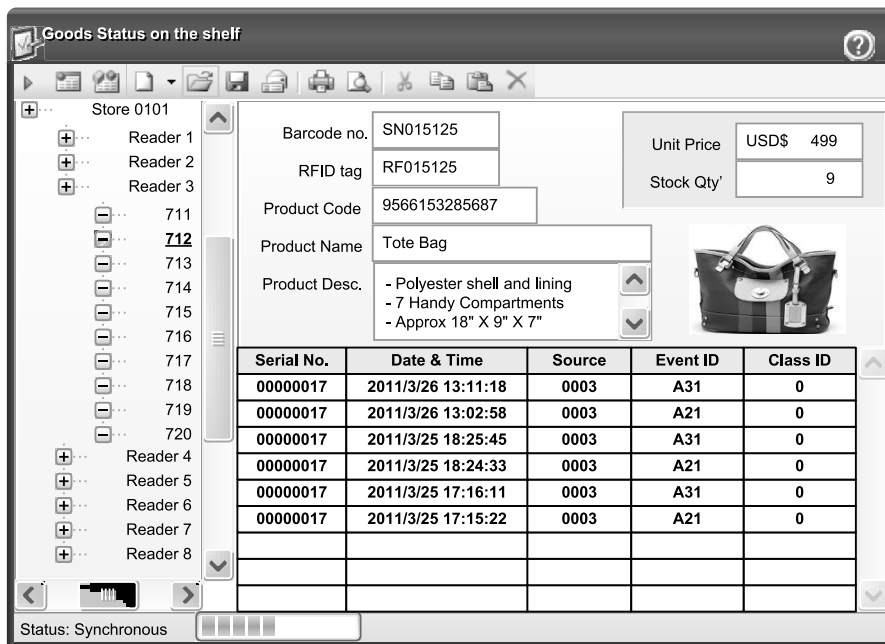 Goods Status on the shelf
Store 0101
Reader 1
Reader 2
Reader 3
711
712
713
714
715
716
717
718
719
720
Reader 4
Reader 5
Reader 6
Reader 7
Reader 8
Barcode no. SN015125
RFID tag RF015125
Product Code 9566153285687
Product Name Tote Bag
Product Desc. - Polyester shell and lining
- 7 Handy Compartments
- Approx 18" X 9" X 7"
Unit Price USD$ 499
Stock Qty' 9
Serial No. Date & Time Source Event ID Class ID
00000017 2011/3/26 13:11:18 0003 A31 0
00000017 2011/3/26 13:02:58 0003 A21 0
00000017 2011/3/25 18:25:45 0003 A31 0
00000017 2011/3/25 18:24:33 0003 A21 0
00000017 2011/3/25 17:16:11 0003 A31 0
00000017 2011/3/25 17:15:22 0003 A21 0
Status: Synchronous